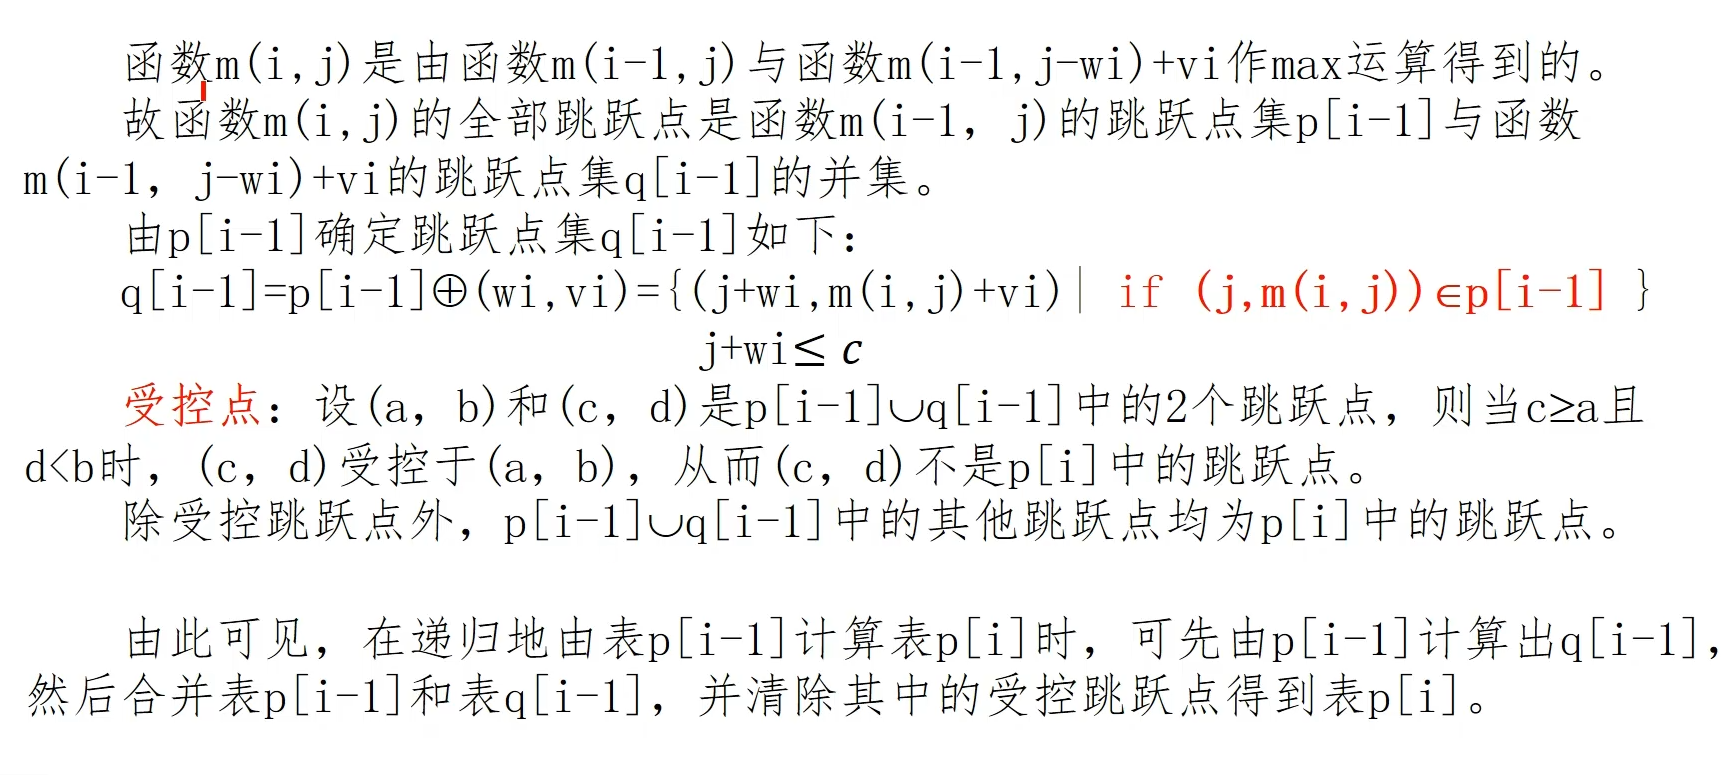 函数m(i,j)是由函数m(i-1,j)与函数m(i-1,j-wi)+vi作max运算得到的。
故函数m(i,j)的全部跳跃点是函数m(i-1，j)的跳跃点集p[i-1]与函数
m(i-1，j-wi)+vi的跳跃点集q[i-1]的并集。
由p[i-1]确定跳跃点集q[i-1]如下：
q[i-1]=p[i-1]⊕(wi,vi)={(j+wi,m(i,j)+vi)| if (j,m(i,j))∈p[i-1] }
j+wi≤ c
受控点：设(a，b)和(c，d)是p[i-1]∪q[i-1]中的2个跳跃点，则当c≥a且
d<b时，(c，d)受控于(a，b)，从而(c，d)不是p[i]中的跳跃点。
除受控跳跃点外，p[i-1]∪q[i-1]中的其他跳跃点均为p[i]中的跳跃点。
由此可见，在递归地由表p[i-1]计算表p[i]时，可先由p[i-1]计算出q[i-1]，
然后合并表p[i-1]和表q[i-1]，并清除其中的受控跳跃点得到表p[i]。